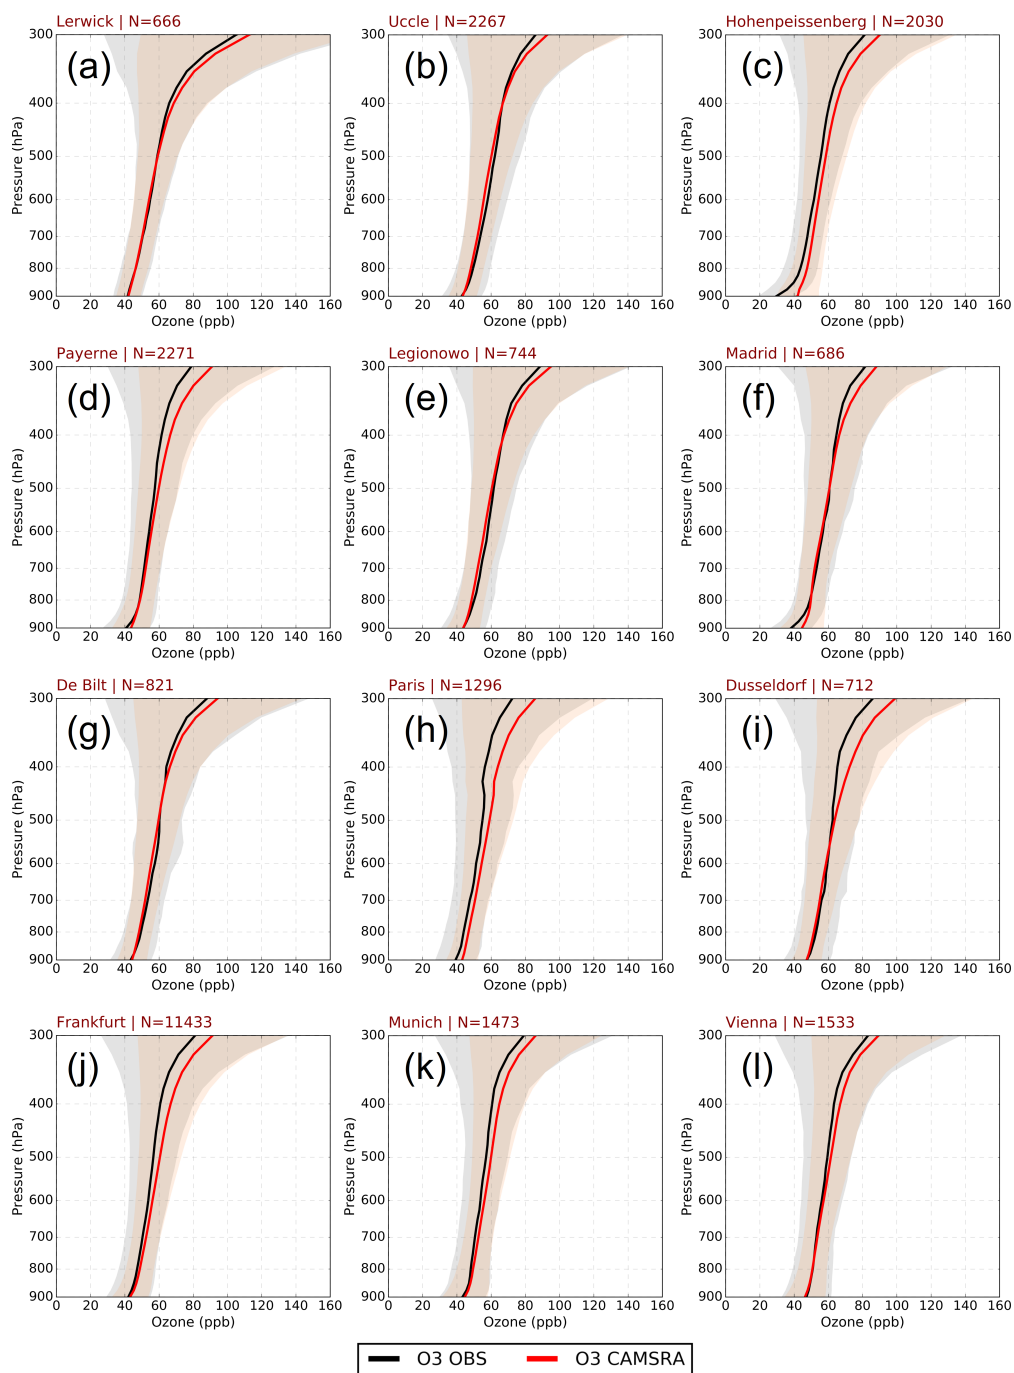 Lerwick | N=666
Uccle | N=2267
Hohenpeissenberg | N=2030
(a)
(b)
(c)
300
400
500
600
700
800
900
Pressure (hPa)
0 20 40 60 80 100 120 140 160
Ozone (ppb)
300
400
500
600
700
800
900
Pressure (hPa)
0 20 40 60 80 100 120 140 160
Ozone (ppb)
300
400
500
600
700
800
900
Pressure (hPa)
0 20 40 60 80 100 120 140 160
Ozone (ppb)
Payerne | N=2271
Legionowo | N=744
Madrid | N=686
(d)
(e)
(f)
300
400
500
600
700
800
900
Pressure (hPa)
0 20 40 60 80 100 120 140 160
Ozone (ppb)
300
400
500
600
700
800
900
Pressure (hPa)
0 20 40 60 80 100 120 140 160
Ozone (ppb)
300
400
500
600
700
800
900
Pressure (hPa)
0 20 40 60 80 100 120 140 160
Ozone (ppb)
De Bilt | N=821
Paris | N=1296
Dusseldorf | N=712
(g)
(h)
(i)
300
400
500
600
700
800
900
Pressure (hPa)
0 20 40 60 80 100 120 140 160
Ozone (ppb)
300
400
500
600
700
800
900
Pressure (hPa)
0 20 40 60 80 100 120 140 160
Ozone (ppb)
300
400
500
600
700
800
900
Pressure (hPa)
0 20 40 60 80 100 120 140 160
Ozone (ppb)
Frankfurt | N=11433
Munich | N=1473
Vienna | N=1533
(j)
(k)
(l)
300
400
500
600
700
800
900
Pressure (hPa)
0 20 40 60 80 100 120 140 160
Ozone (ppb)
300
400
500
600
700
800
900
Pressure (hPa)
0 20 40 60 80 100 120 140 160
Ozone (ppb)
300
400
500
600
700
800
900
Pressure (hPa)
0 20 40 60 80 100 120 140 160
Ozone (ppb)
O3 OBS
O3 CAMSRA